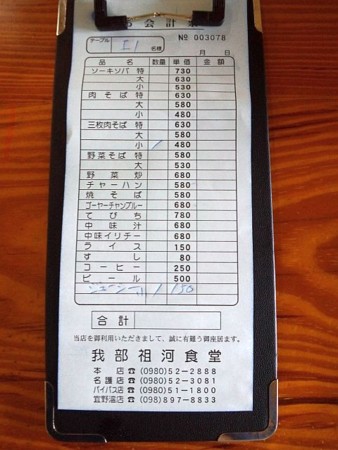 お会計票
No 003078
テーブル E1 名様
月 日
品 名 数量 単価 金額
ソーキソバ 特 730
大 630
小 530
肉そば 特 630
大 580
小 480
三枚肉そば 特 630
大 580
小 / 480
野菜そば 特 580
大 530
野菜炒 680
チャーハン 580
焼そば 580
ゴーヤーチャンプルー 680
てびち 780
中味汁 680
中味イリチー 680
ライス 150
すし 80
コーヒー 250
ビール 500
ジューシー / 150
合計
当店を御利用いただきまして、誠に有難う御座居ます。
我部祖河食堂
本店 ☎(0980)52-2888
名護店 ☎(0980)52-3081
バイパス店 ☎(0980)51-1800
宜野湾店 ☎(098)897-8833